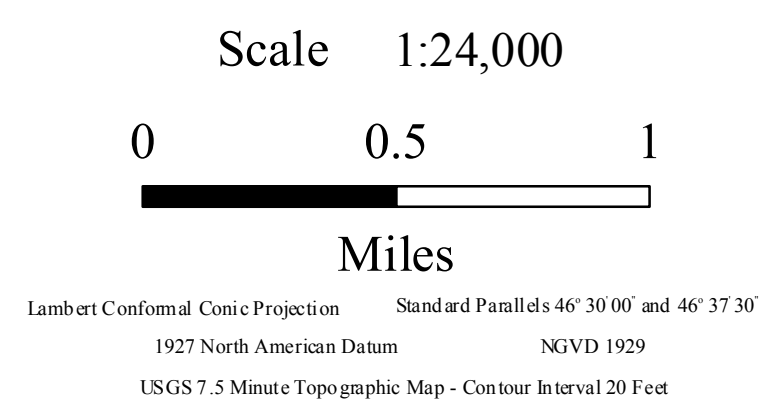 Scale 1:24,000
0 0.5 1
Miles
Lambert Conformal Conic Projection Standard Parallels 46° 30' 00" and 46° 37' 30"
1927 North American Datum NGVD 1929
USGS 7.5 Minute Topographic Map - Contour Interval 20 Feet